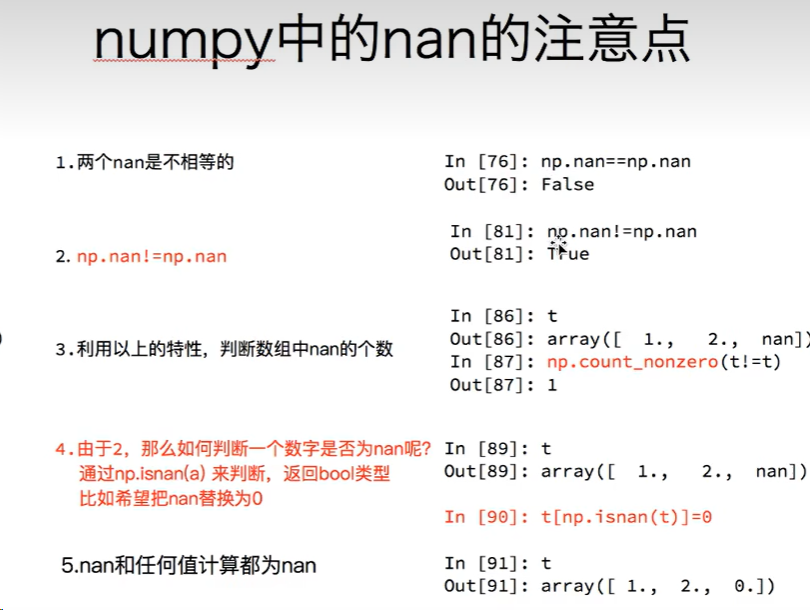 numpy中的nan的注意点
1.两个nan是不相等的
In [76]: np.nan==np.nan
Out[76]: False
2. np.nan!=np.nan
In [81]: np.nan!=np.nan
Out[81]: True
3.利用以上的特性，判断数组中nan的个数
In [86]: t
Out[86]: array([  1.,   2.,  nan])
In [87]: np.count_nonzero(t!=t)
Out[87]: 1
4.由于2，那么如何判断一个数字是否为nan呢?
通过np.isnan(a) 来判断，返回bool类型
比如希望把nan替换为0
In [89]: t
Out[89]: array([  1.,   2.,  nan])
In [90]: t[np.isnan(t)]=0
5.nan和任何值计算都为nan
In [91]: t
Out[91]: array([ 1.,  2.,  0.])